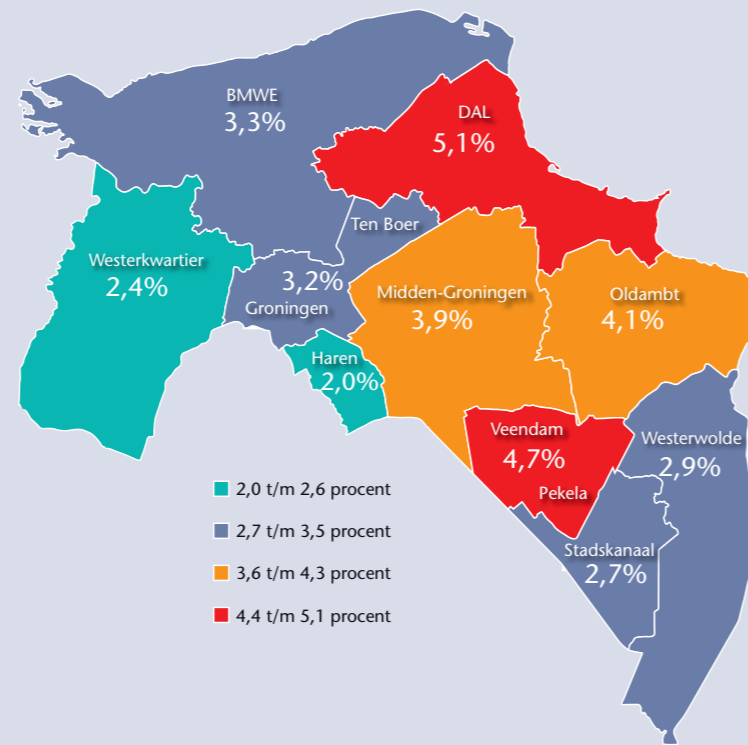 BMWE
3,3%
DAL
5,1%
Ten Boer
Westerkwartier
2,4%
3,2%
Groningen
Midden-Groningen
3,9%
Oldambt
4,1%
Haren
2,0%
Veendam
4,7%
Pekela
Westerwolde
2,9%
Stadskanaal
2,7%
2,0 t/m 2,6 procent
2,7 t/m 3,5 procent
3,6 t/m 4,3 procent
4,4 t/m 5,1 procent